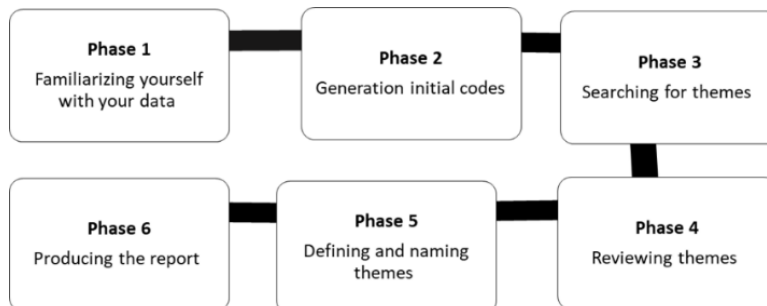 Phase 1
Familiarizing yourself
with your data
Phase 2
Generation initial codes
Phase 3
Searching for themes
Phase 4
Reviewing themes
Phase 5
Defining and naming
themes
Phase 6
Producing the report